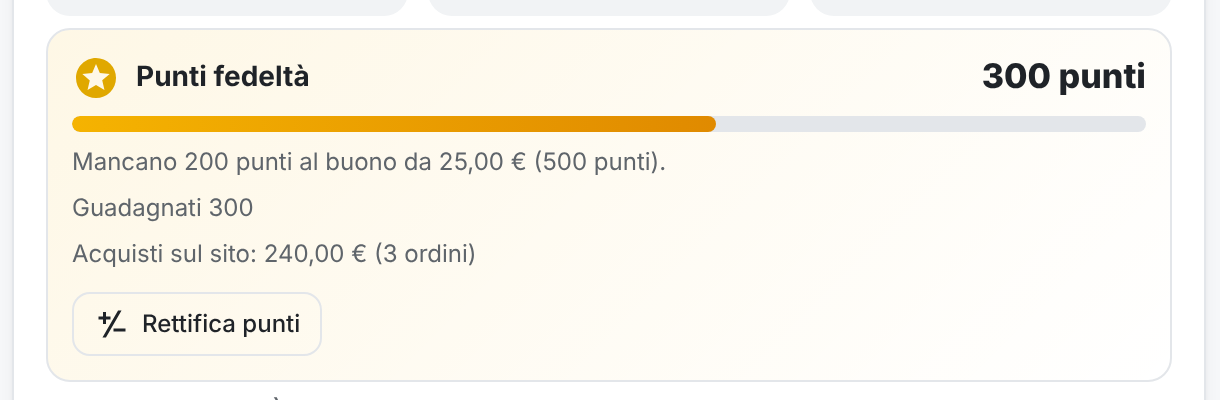 Punti fedeltà
300 punti
Mancano 200 punti al buono da 25,00 € (500 punti).
Guadagnati 300
Acquisti sul sito: 240,00 € (3 ordini)
Rettifica punti